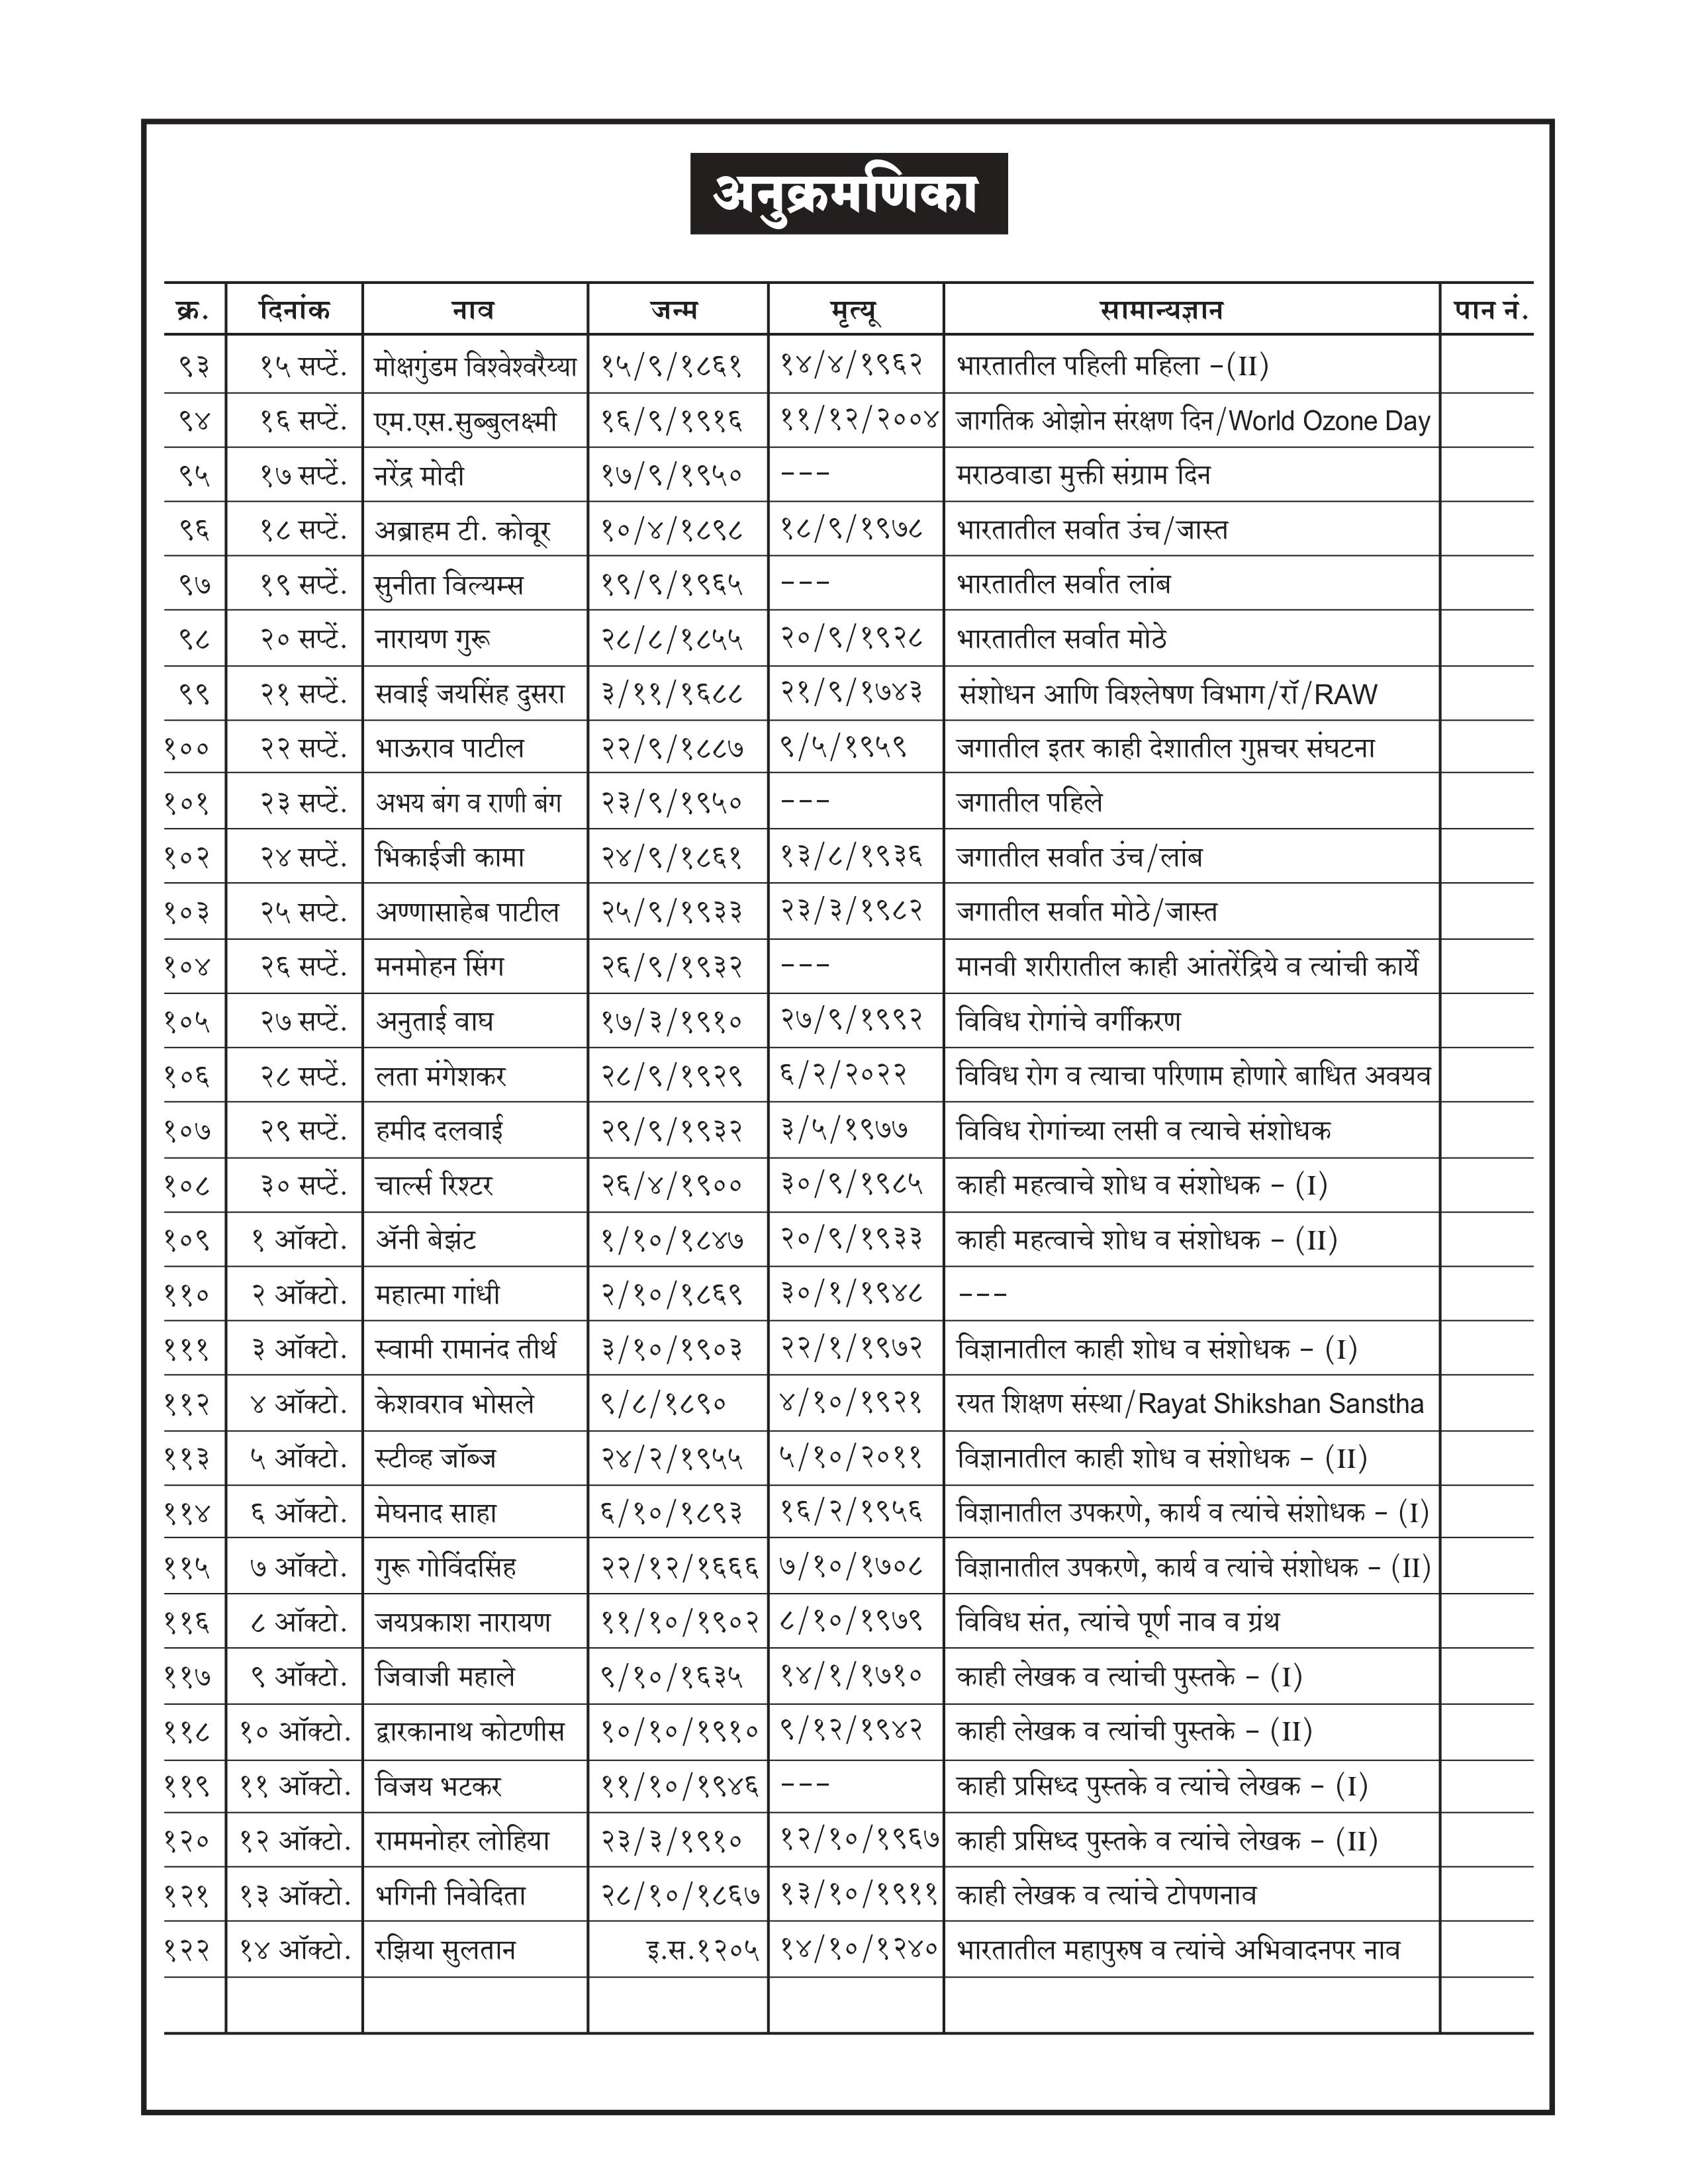 अनुक्रमणिका
क्र. दिनांक नाव जन्म मृत्यू सामान्यज्ञान पान नं.
९३ १५ सप्टें. मोक्षगुंडम विश्वेश्वरैय्या १५/९/१८६१ १४/४/१९६२ भारतातील पहिली महिला -(II)
९४ १६ सप्टें. एम.एस.सुब्बुलक्ष्मी १६/९/१९१६ ११/१२/२००४ जागतिक ओझोन संरक्षण दिन/World Ozone Day
९५ १७ सप्टें. नरेंद्र मोदी १७/९/१९५० --- मराठवाडा मुक्ती संग्राम दिन
९६ १८ सप्टें. अब्राहम टी. कोवूर १०/४/१८९८ १८/९/१९७८ भारतातील सर्वात उंच/जास्त
९७ १९ सप्टें. सुनीता विल्यम्स १९/९/१९६५ --- भारतातील सर्वात लांब
९८ २० सप्टें. नारायण गुरू २८/८/१८५५ २०/९/१९२८ भारतातील सर्वात मोठे
९९ २१ सप्टें. सवाई जयसिंह दुसरा ३/११/१६८८ २१/९/१७४३ संशोधन आणि विश्लेषण विभाग/रॉ/RAW
१०० २२ सप्टें. भाऊराव पाटील २२/९/१८८७ ९/५/१९५९ जगातील इतर काही देशातील गुप्तचर संघटना
१०१ २३ सप्टें. अभय बंग व राणी बंग २३/९/१९५० --- जगातील पहिले
१०२ २४ सप्टें. भिकाईजी कामा २४/९/१८६१ १३/८/१९३६ जगातील सर्वात उंच/लांब
१०३ २५ सप्टे. अण्णासाहेब पाटील २५/९/१९३३ २३/३/१९८२ जगातील सर्वात मोठे/जास्त
१०४ २६ सप्टें. मनमोहन सिंग २६/९/१९३२ --- मानवी शरीरातील काही आंतरेंद्रिये व त्यांची कार्ये
१०५ २७ सप्टें. अनुताई वाघ १७/३/१९१० २७/९/१९९२ विविध रोगांचे वर्गीकरण
१०६ २८ सप्टें. लता मंगेशकर २८/९/१९२९ ६/२/२०२२ विविध रोग व त्याचा परिणाम होणारे बाधित अवयव
१०७ २९ सप्टें. हमीद दलवाई २९/९/१९३२ ३/५/१९७७ विविध रोगांच्या लसी व त्याचे संशोधक
१०८ ३० सप्टें. चार्ल्स रिश्टर २६/४/१९०० ३०/९/१९८५ काही महत्वाचे शोध व संशोधक - (I)
१०९ १ ऑक्टो. ॲनी बेझंट १/१०/१८४७ २०/९/१९३३ काही महत्वाचे शोध व संशोधक - (II)
११० २ ऑक्टो. महात्मा गांधी २/१०/१८६९ ३०/१/१९४८ ---
१११ ३ ऑक्टो. स्वामी रामानंद तीर्थ ३/१०/१९०३ २२/१/१९७२ विज्ञानातील काही शोध व संशोधक - (I)
११२ ४ ऑक्टो. केशवराव भोसले ९/८/१८९० ४/१०/१९२१ रयत शिक्षण संस्था/Rayat Shikshan Sanstha
११३ ५ ऑक्टो. स्टीव्ह जॉब्ज २४/२/१९५५ ५/१०/२०११ विज्ञानातील काही शोध व संशोधक - (II)
११४ ६ ऑक्टो. मेघनाद साहा ६/१०/१८९३ १६/२/१९५६ विज्ञानातील उपकरणे, कार्य व त्यांचे संशोधक - (I)
११५ ७ ऑक्टो. गुरू गोविंदसिंह २२/१२/१६६६ ७/१०/१७०८ विज्ञानातील उपकरणे, कार्य व त्यांचे संशोधक - (II)
११६ ८ ऑक्टो. जयप्रकाश नारायण ११/१०/१९०२ ८/१०/१९७९ विविध संत, त्यांचे पूर्ण नाव व ग्रंथ
११७ ९ ऑक्टो. जिवाजी महाले ९/१०/१६३५ १४/१/१७१० काही लेखक व त्यांची पुस्तके - (I)
११८ १० ऑक्टो. द्वारकानाथ कोटणीस १०/१०/१९१० ९/१२/१९४२ काही लेखक व त्यांची पुस्तके - (II)
११९ ११ ऑक्टो. विजय भटकर ११/१०/१९४६ --- काही प्रसिध्द पुस्तके व त्यांचे लेखक - (I)
१२० १२ ऑक्टो. राममनोहर लोहिया २३/३/१९१० १२/१०/१९६७ काही प्रसिध्द पुस्तके व त्यांचे लेखक - (II)
१२१ १३ ऑक्टो. भगिनी निवेदिता २८/१०/१८६७ १३/१०/१९११ काही लेखक व त्यांचे टोपणनाव
१२२ १४ ऑक्टो. रझिया सुलतान इ.स.१२०५ १४/१०/१२४० भारतातील महापुरुष व त्यांचे अभिवादनपर नाव